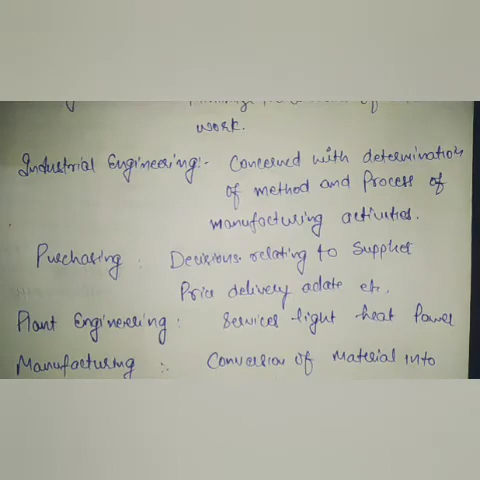 work.
Industrial Engineering:- Concerned with determination
of method and Process of
manufacturing activities.
Purchasing : Decisions relating to Supplier
Price delivery adate etc.
Plant Engineering : Services light heat Power
Manufacturing :- Conversion of Material into